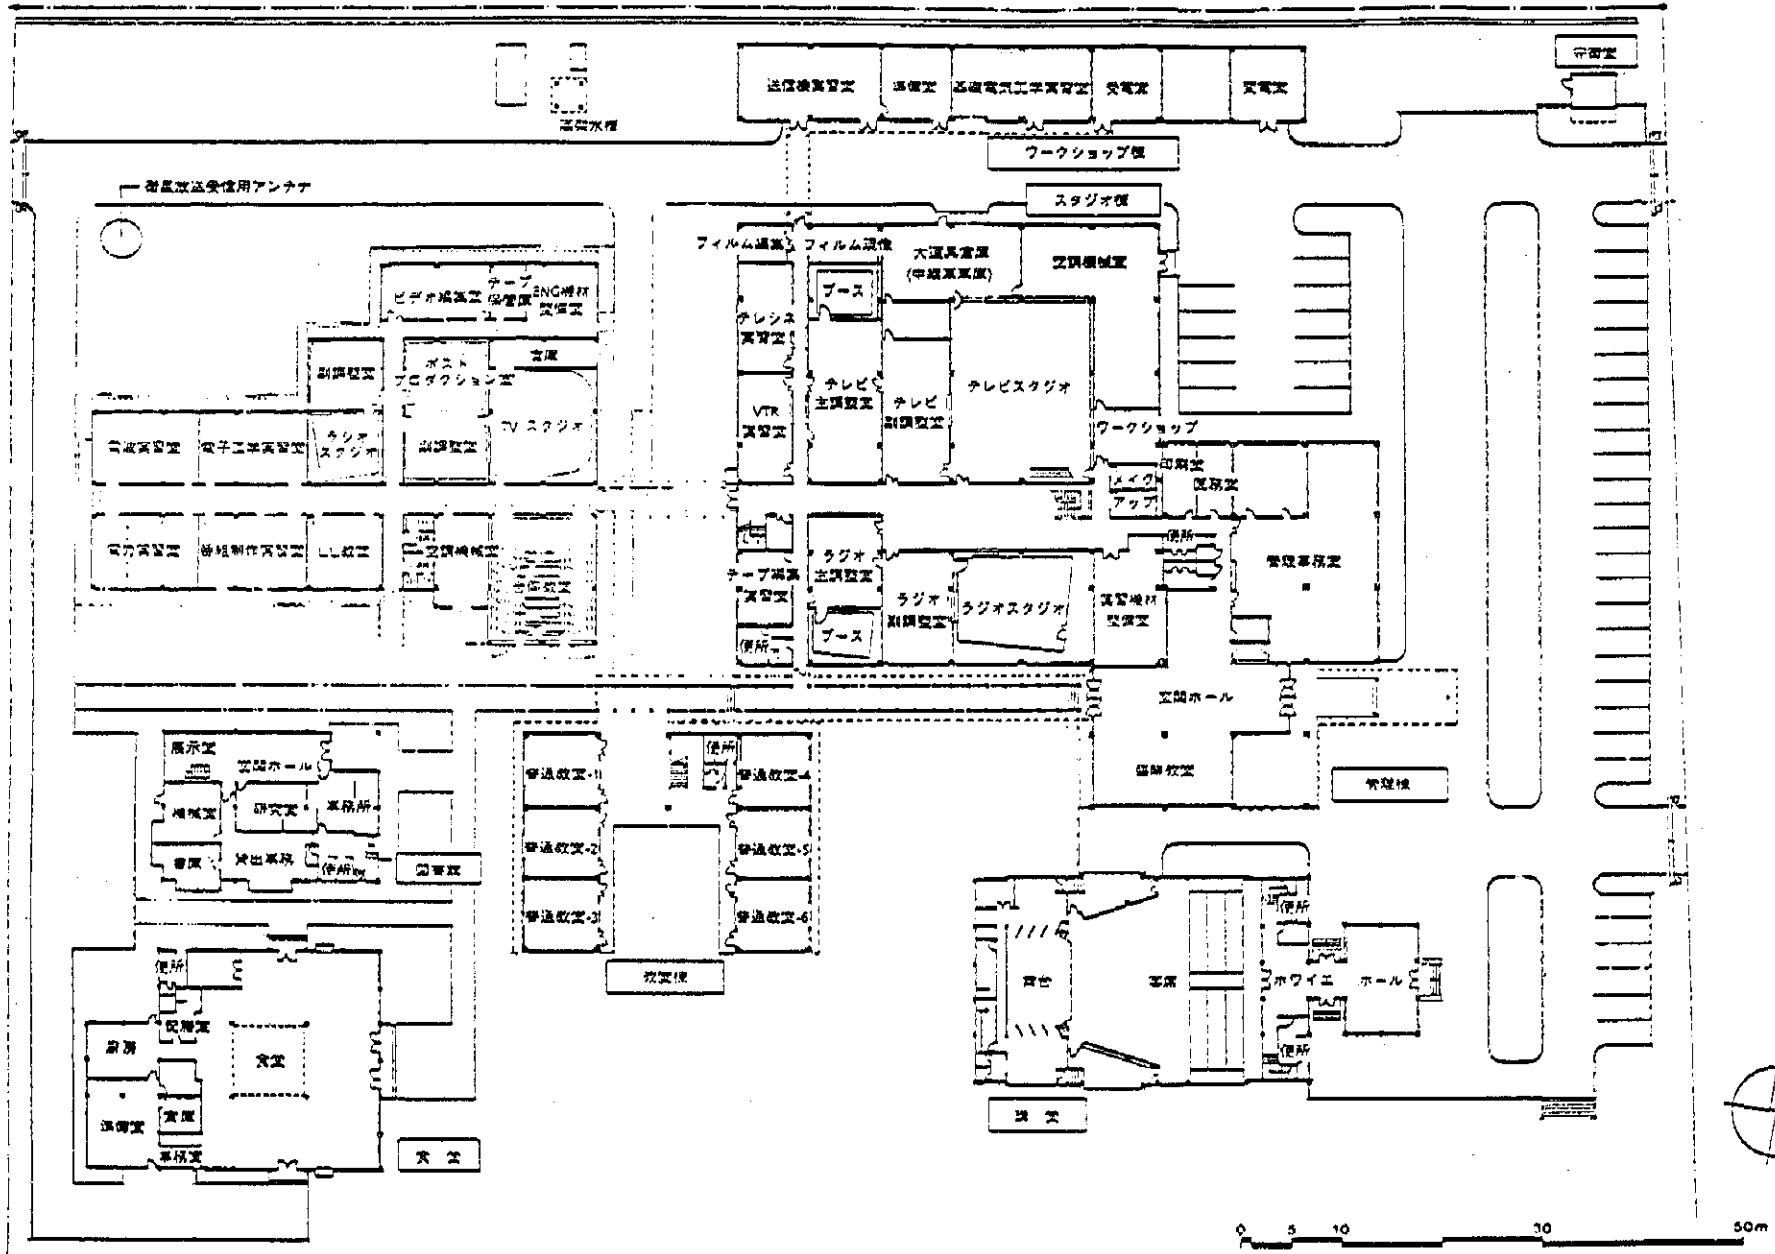 守衛室
送信機実習室
準備室
基礎電気工学実習室
受電室
発電室
高架水槽
ワークショップ棟
衛星放送受信用アンテナ
スタジオ棟
フィルム編集
フィルム現像
大道具倉庫
(中継車車庫)
空調機械室
ビデオ編集室
テープ
保管庫
ENG機材
整備室
ブース
テレシネ
実習室
倉庫
副調整室
ポスト
プロダクション室
テレビ
主調整室
テレビ
副調整室
テレビスタジオ
VTR
実習室
TVスタジオ
ワークショップ
電波実習室
電子工学実習室
ラジオ
スタジオ
副調整室
印刷室
医務室
メイク
アップ
電力実習室
番組制作実習室
LL教室
空調機械室
階段教室
ラジオ
主調整室
便所
管理事務室
テープ編集
実習室
ラジオ
副調整室
ラジオスタジオ
実習機材
整備室
ブース
便所
玄関ホール
展示室
玄関ホール
便所
普通教室-1
普通教室-4
階段教室
管理棟
機械室
研究室
事務所
普通教室-2
普通教室-5
書庫
貸出事務
便所
図書館
普通教室-3
普通教室-6
便所
教室棟
舞台
客席
ホワイエ
ホール
便所
配膳室
厨房
食堂
便所
倉庫
準備室
事務室
食堂
講堂
0 5 10 30 50m